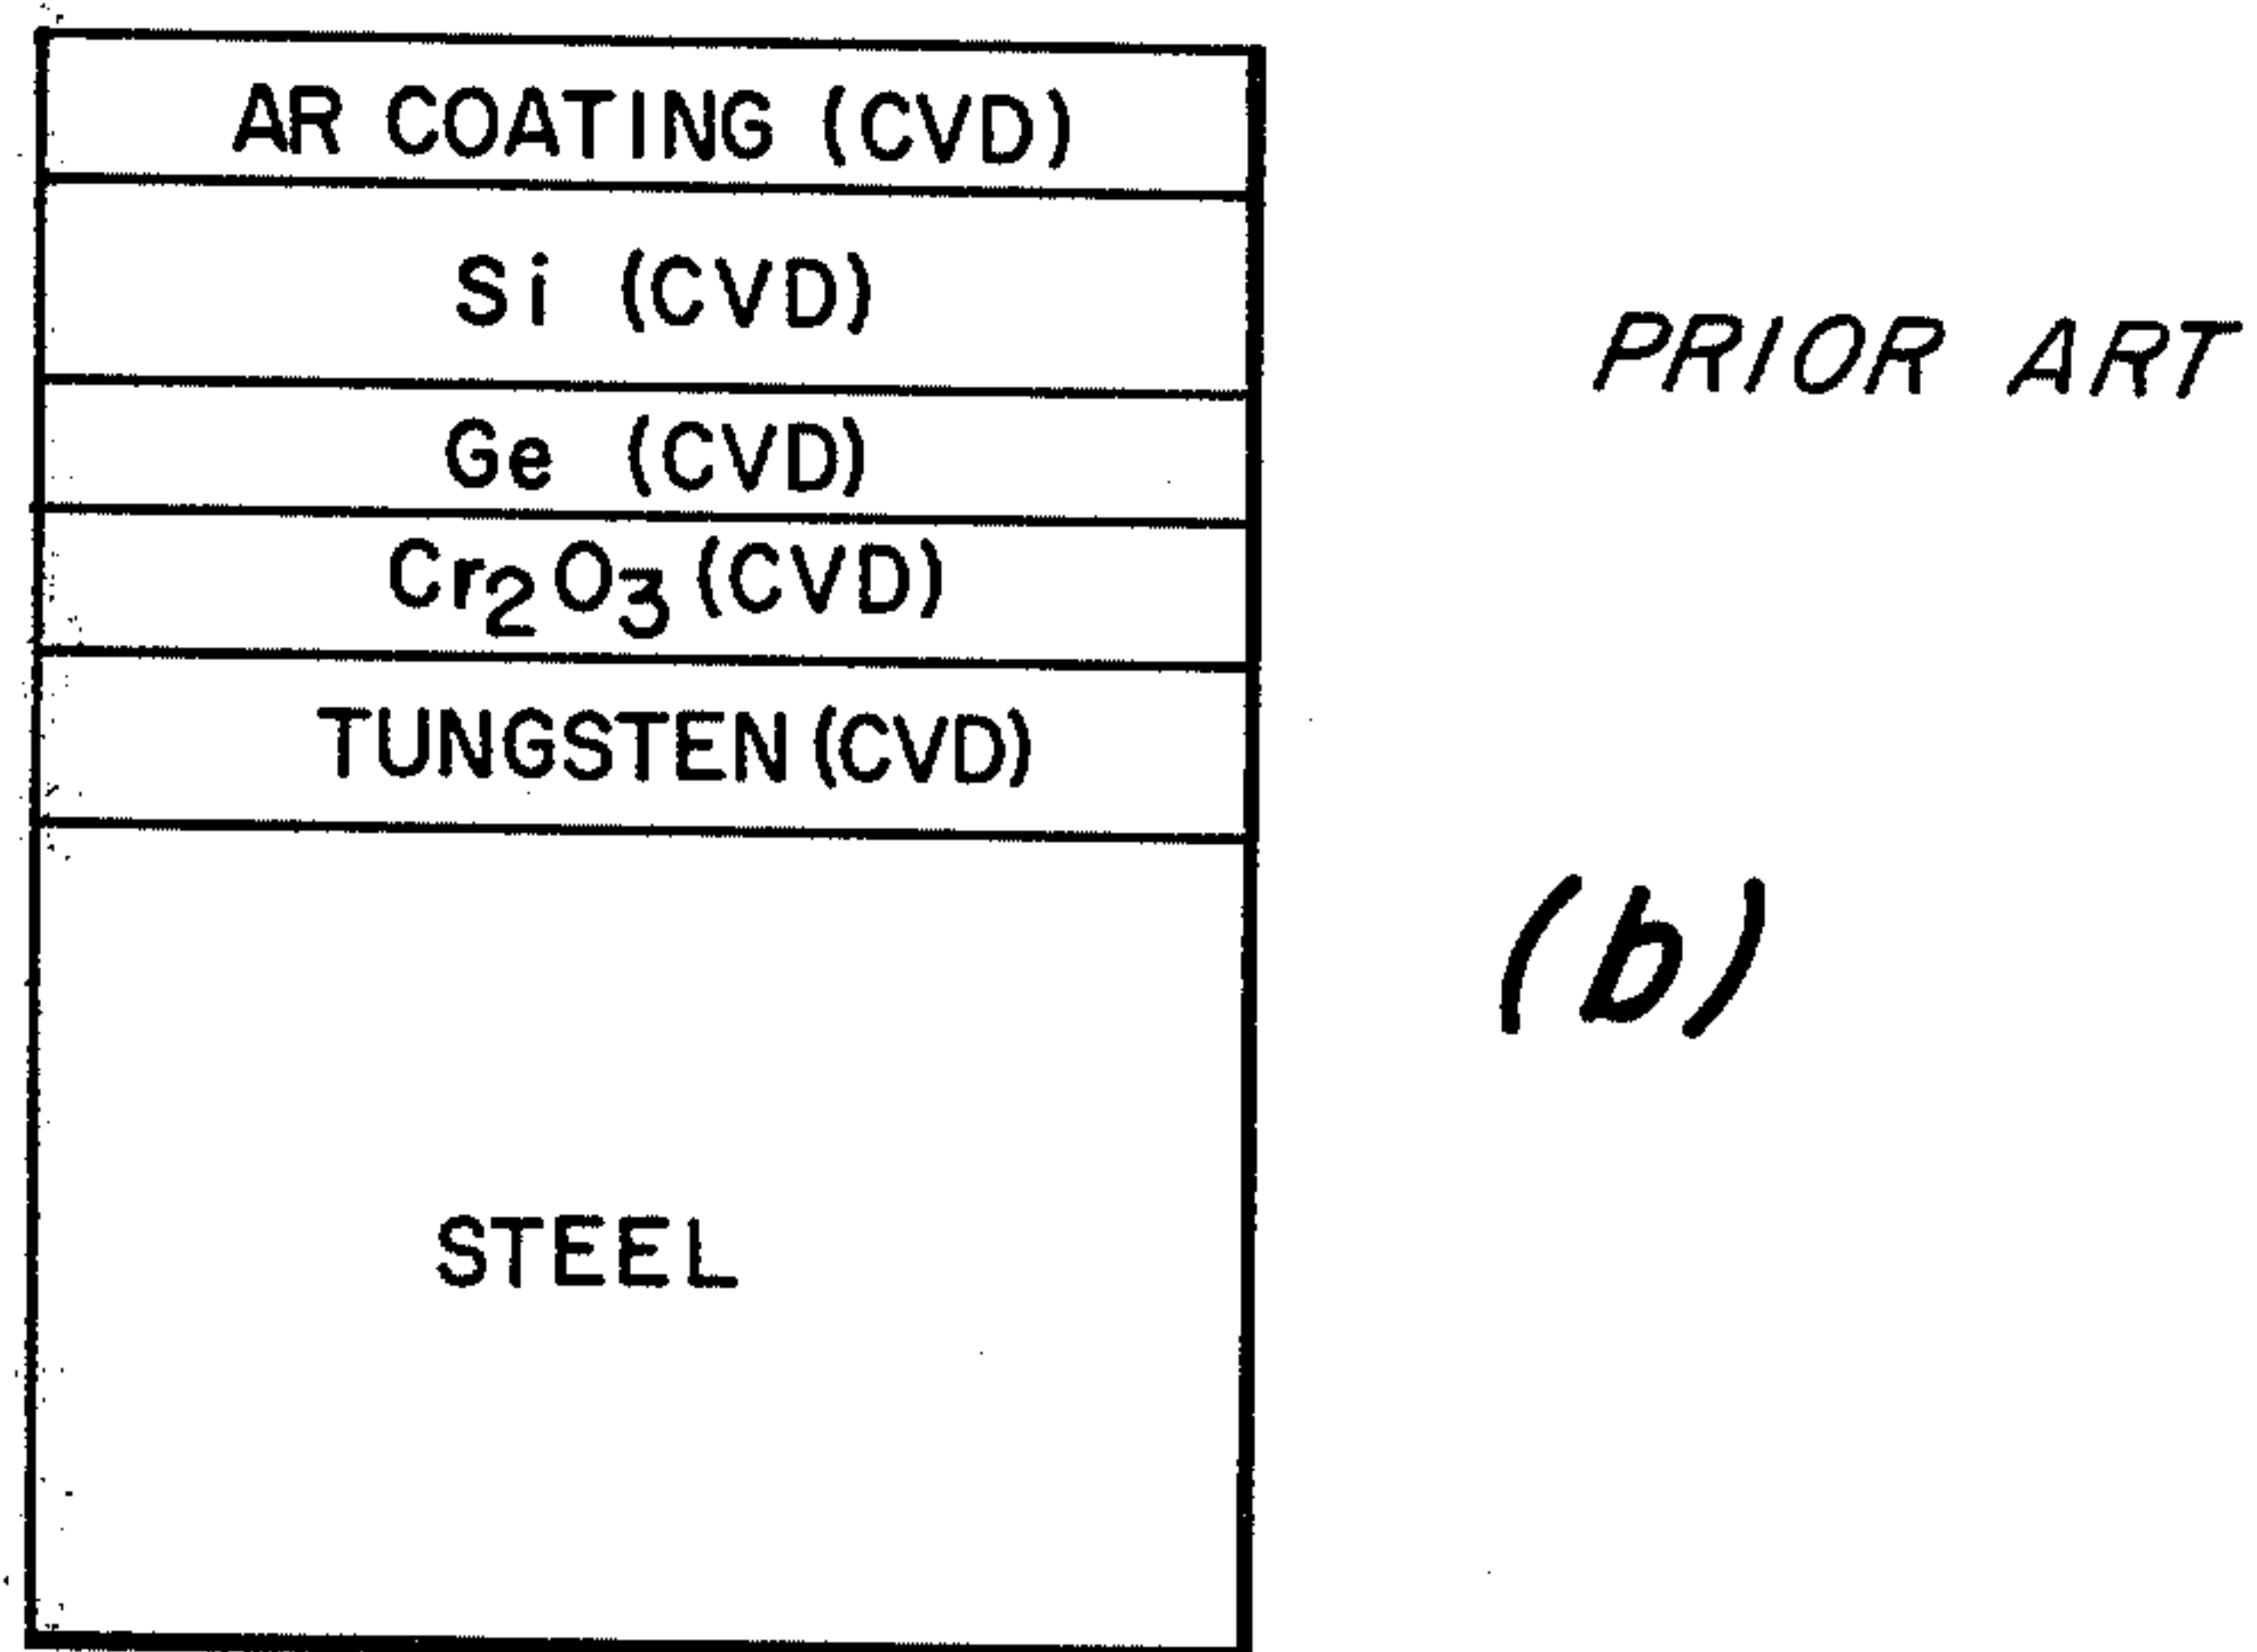 AR COATING (CVD)
Si (CVD)
PRIOR ART
Ge (CVD)
Cr₂O₃ (CVD)
TUNGSTEN (CVD)
(b)
STEEL